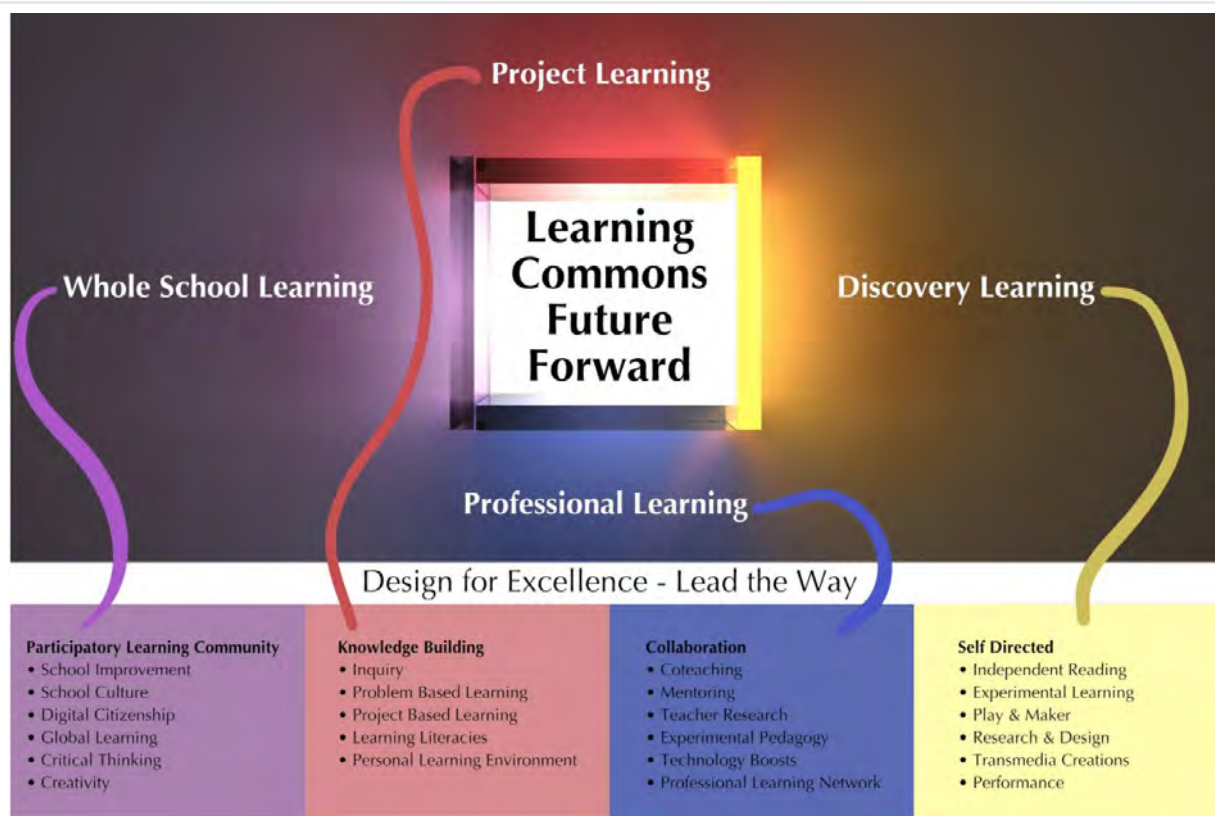 Project Learning
Learning
Commons
Future
Forward
Whole School Learning
Discovery Learning
Professional Learning
Design for Excellence - Lead the Way
Participatory Learning Community
• School Improvement
• School Culture
• Digital Citizenship
• Global Learning
• Critical Thinking
• Creativity
Knowledge Building
• Inquiry
• Problem Based Learning
• Project Based Learning
• Learning Literacies
• Personal Learning Environment
Collaboration
• Coteaching
• Mentoring
• Teacher Research
• Experimental Pedagogy
• Technology Boosts
• Professional Learning Network
Self Directed
• Independent Reading
• Experimental Learning
• Play & Maker
• Research & Design
• Transmedia Creations
• Performance